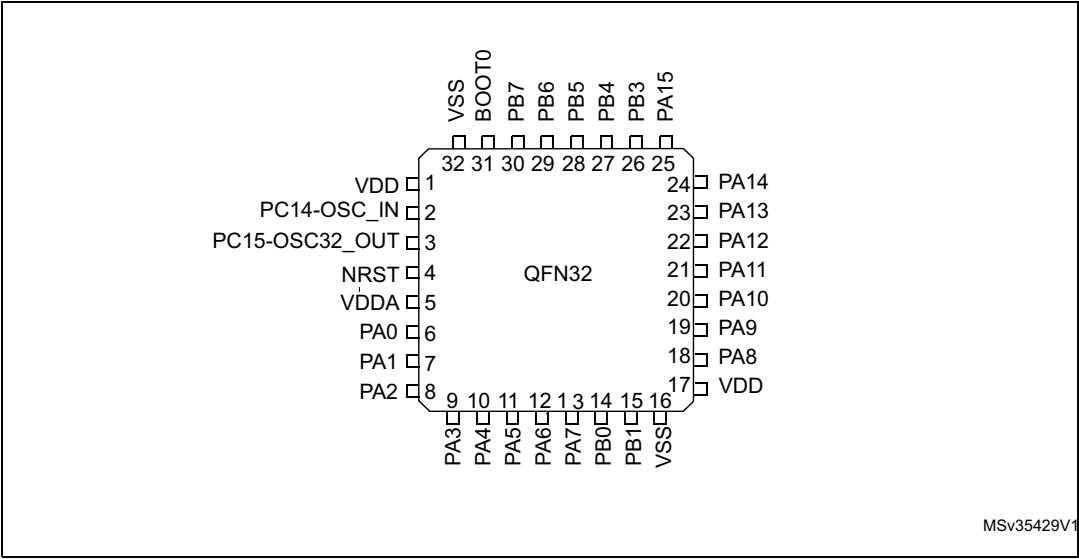 VSS
BOOT0
PB7
PB6
PB5
PB4
PB3
PA15
32 31 30 29 28 27 26 25
VDD 1
PC14-OSC_IN 2
PC15-OSC32_OUT 3
NRST 4
VDDA 5
PA0 6
PA1 7
PA2 8
QFN32
24 PA14
23 PA13
22 PA12
21 PA11
20 PA10
19 PA9
18 PA8
17 VDD
9 10 11 12 13 14 15 16
PA3
PA4
PA5
PA6
PA7
PB0
PB1
VSS
MSv35429V1